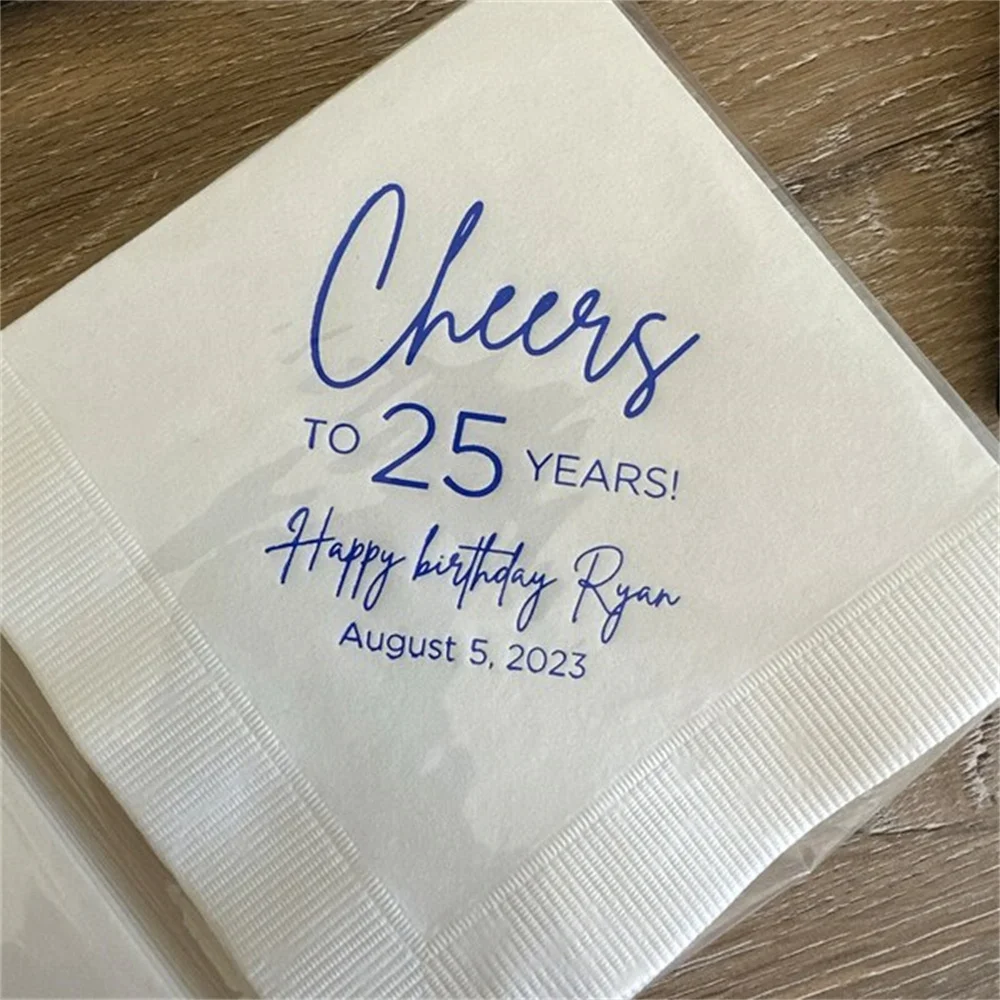 Cheers
TO 25 YEARS!
Happy birthday Ryan
August 5, 2023